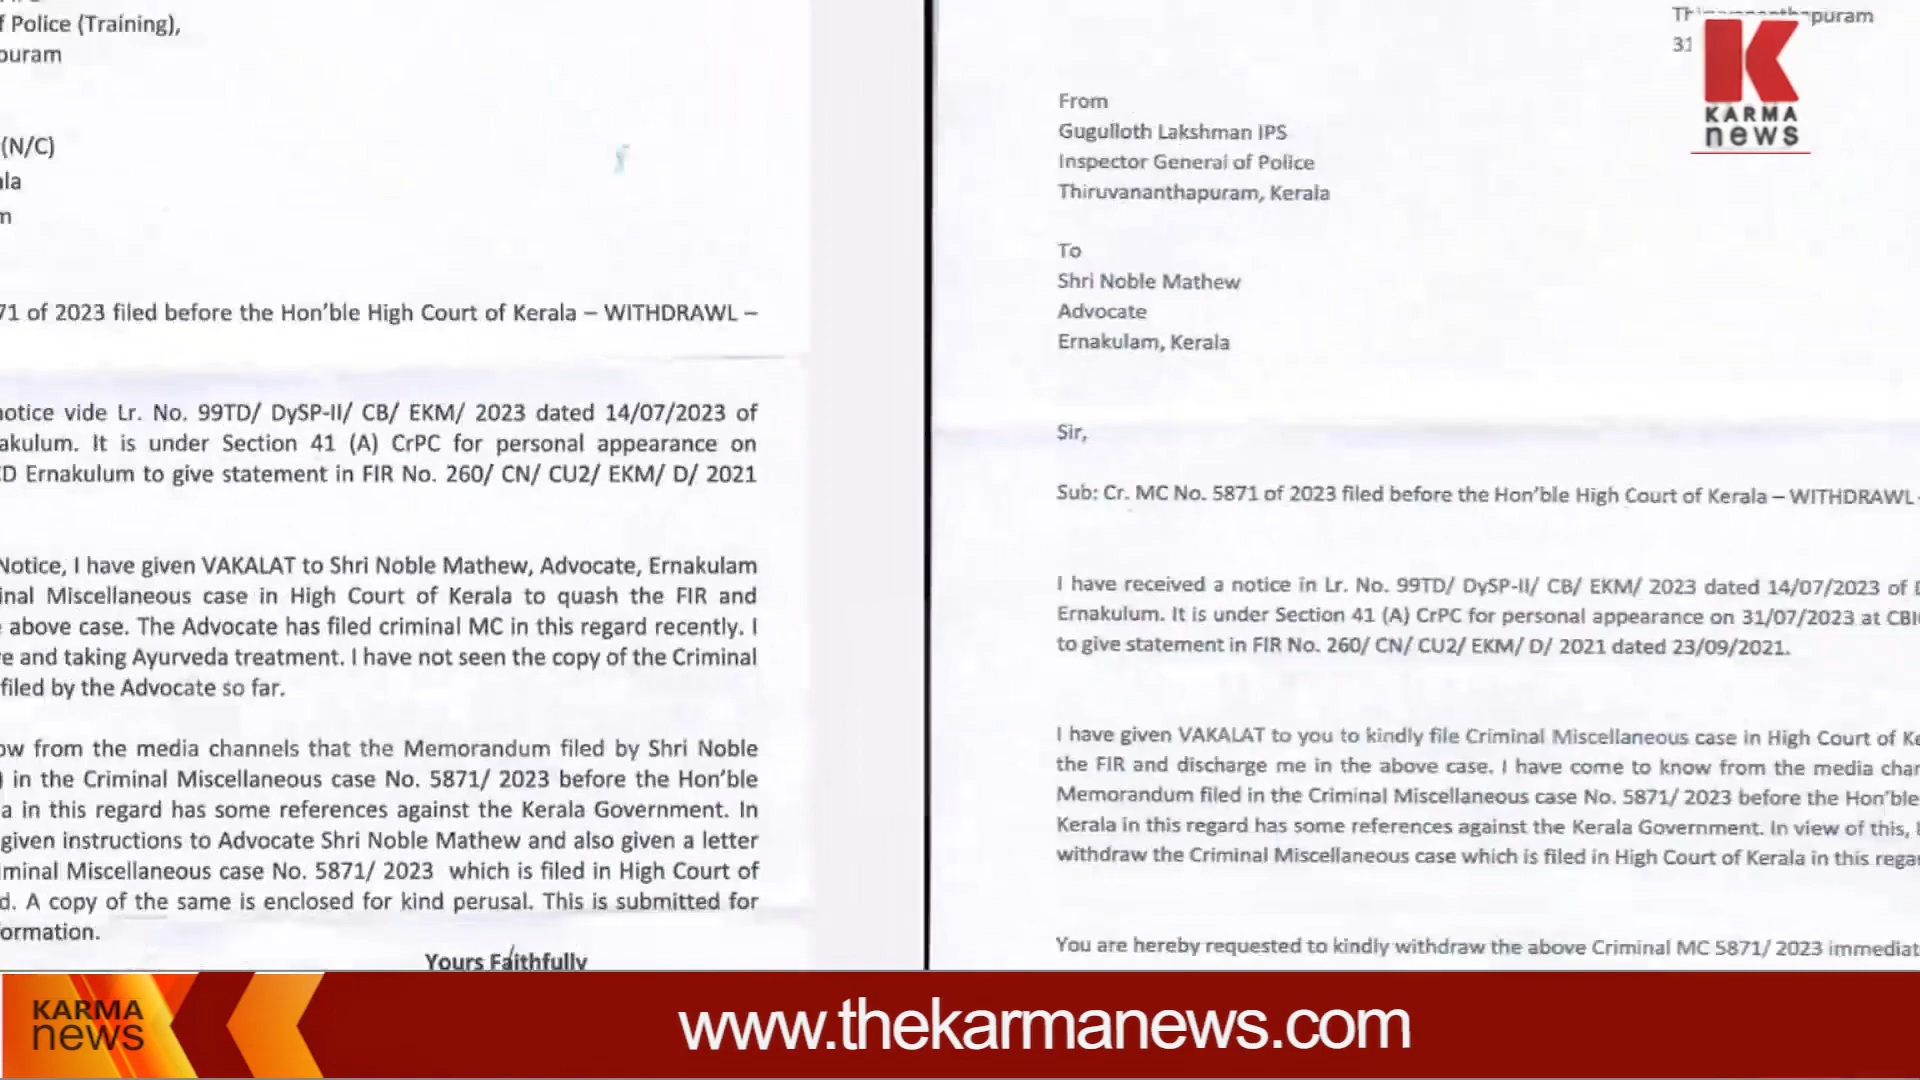 f Police (Training),
puram
(N/C)
ala
m
71 of 2023 filed before the Hon'ble High Court of Kerala – WITHDRAWL –
notice vide Lr. No. 99TD/ DySP-II/ CB/ EKM/ 2023 dated 14/07/2023 of
akulum. It is under Section 41 (A) CrPC for personal appearance on
CD Ernakulum to give statement in FIR No. 260/ CN/ CU2/ EKM/ D/ 2021
Notice, I have given VAKALAT to Shri Noble Mathew, Advocate, Ernakulam
inal Miscellaneous case in High Court of Kerala to quash the FIR and
above case. The Advocate has filed criminal MC in this regard recently. I
e and taking Ayurveda treatment. I have not seen the copy of the Criminal
filed by the Advocate so far.
ow from the media channels that the Memorandum filed by Shri Noble
) in the Criminal Miscellaneous case No. 5871/ 2023 before the Hon'ble
a in this regard has some references against the Kerala Government. In
given instructions to Advocate Shri Noble Mathew and also given a letter
iminal Miscellaneous case No. 5871/ 2023 which is filed in High Court of
d. A copy of the same is enclosed for kind perusal. This is submitted for
ormation.
Yours Faithfully
puram
31
From
Gugulloth Lakshman IPS
Inspector General of Police
Thiruvananthapuram, Kerala
To
Shri Noble Mathew
Advocate
Ernakulam, Kerala
Sir,
Sub: Cr. MC No. 5871 of 2023 filed before the Hon'ble High Court of Kerala – WITHDRAWL -
I have received a notice in Lr. No. 99TD/ DySP-II/ CB/ EKM/ 2023 dated 14/07/2023 of
Ernakulum. It is under Section 41 (A) CrPC for personal appearance on 31/07/2023 at CBI
to give statement in FIR No. 260/ CN/ CU2/ EKM/ D/ 2021 dated 23/09/2021.
I have given VAKALAT to you to kindly file Criminal Miscellaneous case in High Court of Ke
the FIR and discharge me in the above case. I have come to know from the media char
Memorandum filed in the Criminal Miscellaneous case No. 5871/ 2023 before the Hon'ble
Kerala in this regard has some references against the Kerala Government. In view of this,
withdraw the Criminal Miscellaneous case which is filed in High Court of Kerala in this rega
You are hereby requested to kindly withdraw the above Criminal MC 5871/ 2023 immediat
KARMA
news
KARMA
news
www.thekarmanews.com